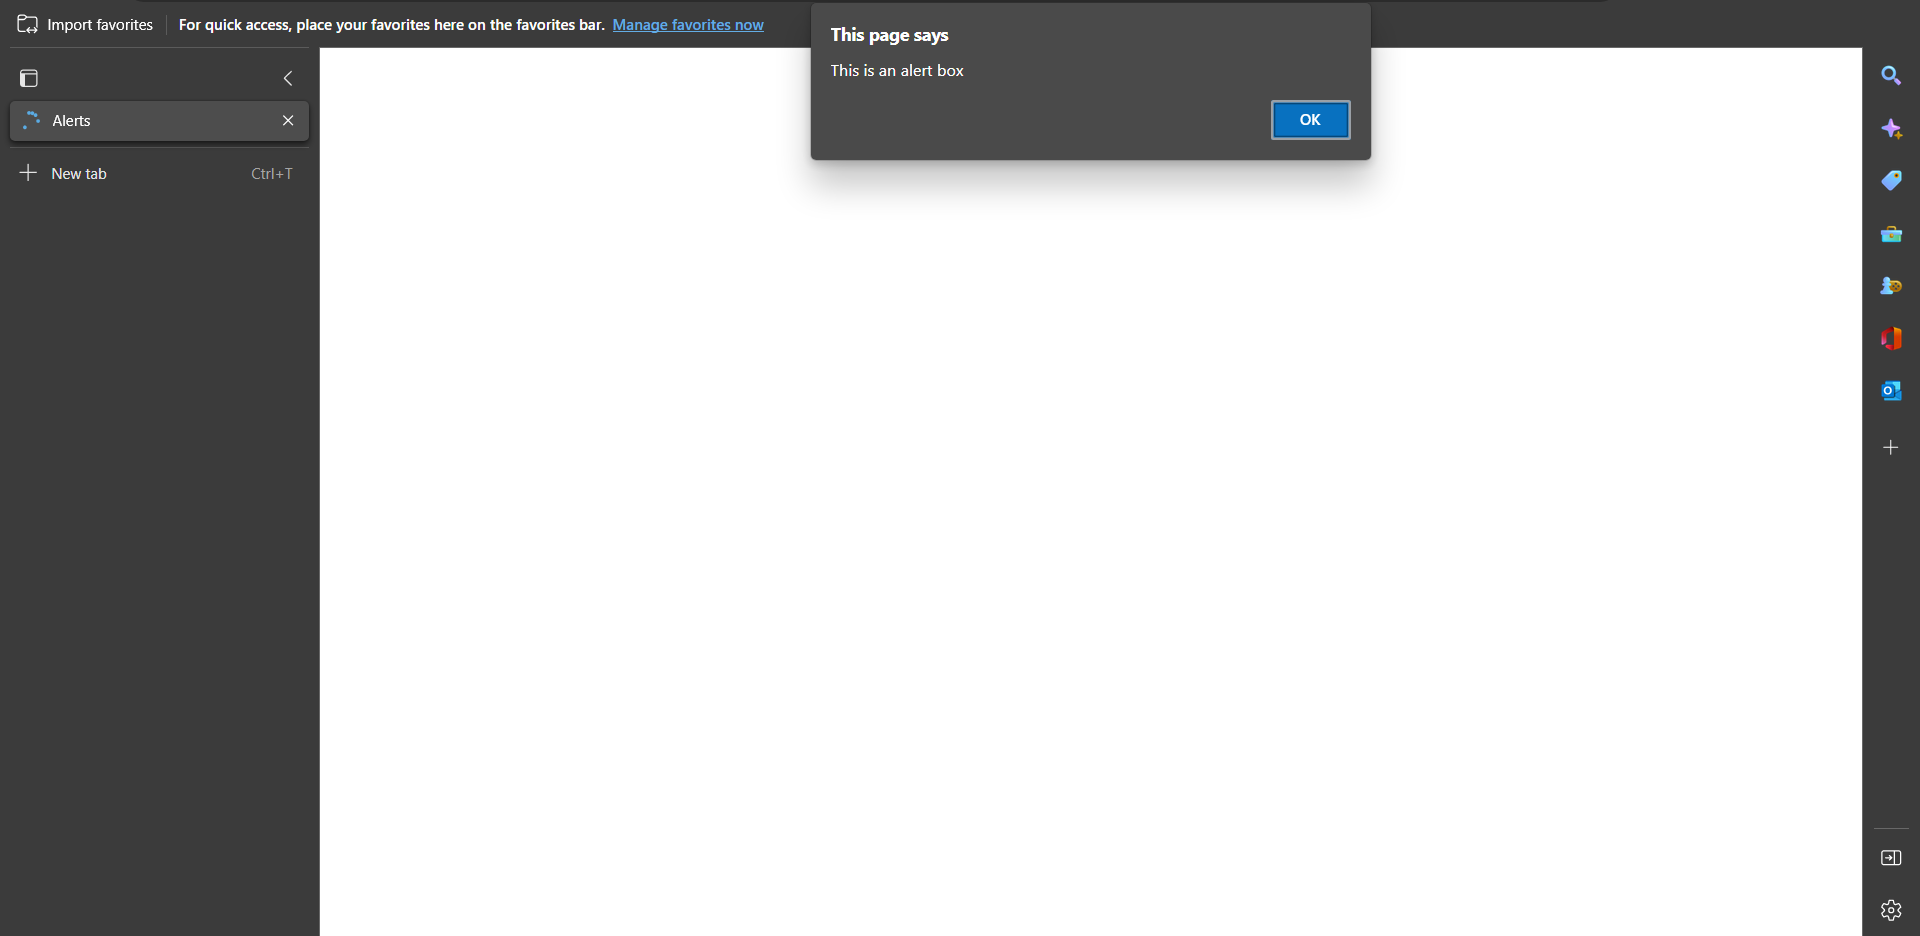 Import favorites
For quick access, place your favorites here on the favorites bar. Manage favorites now
This page says
This is an alert box
OK
Alerts
New tab Ctrl+T